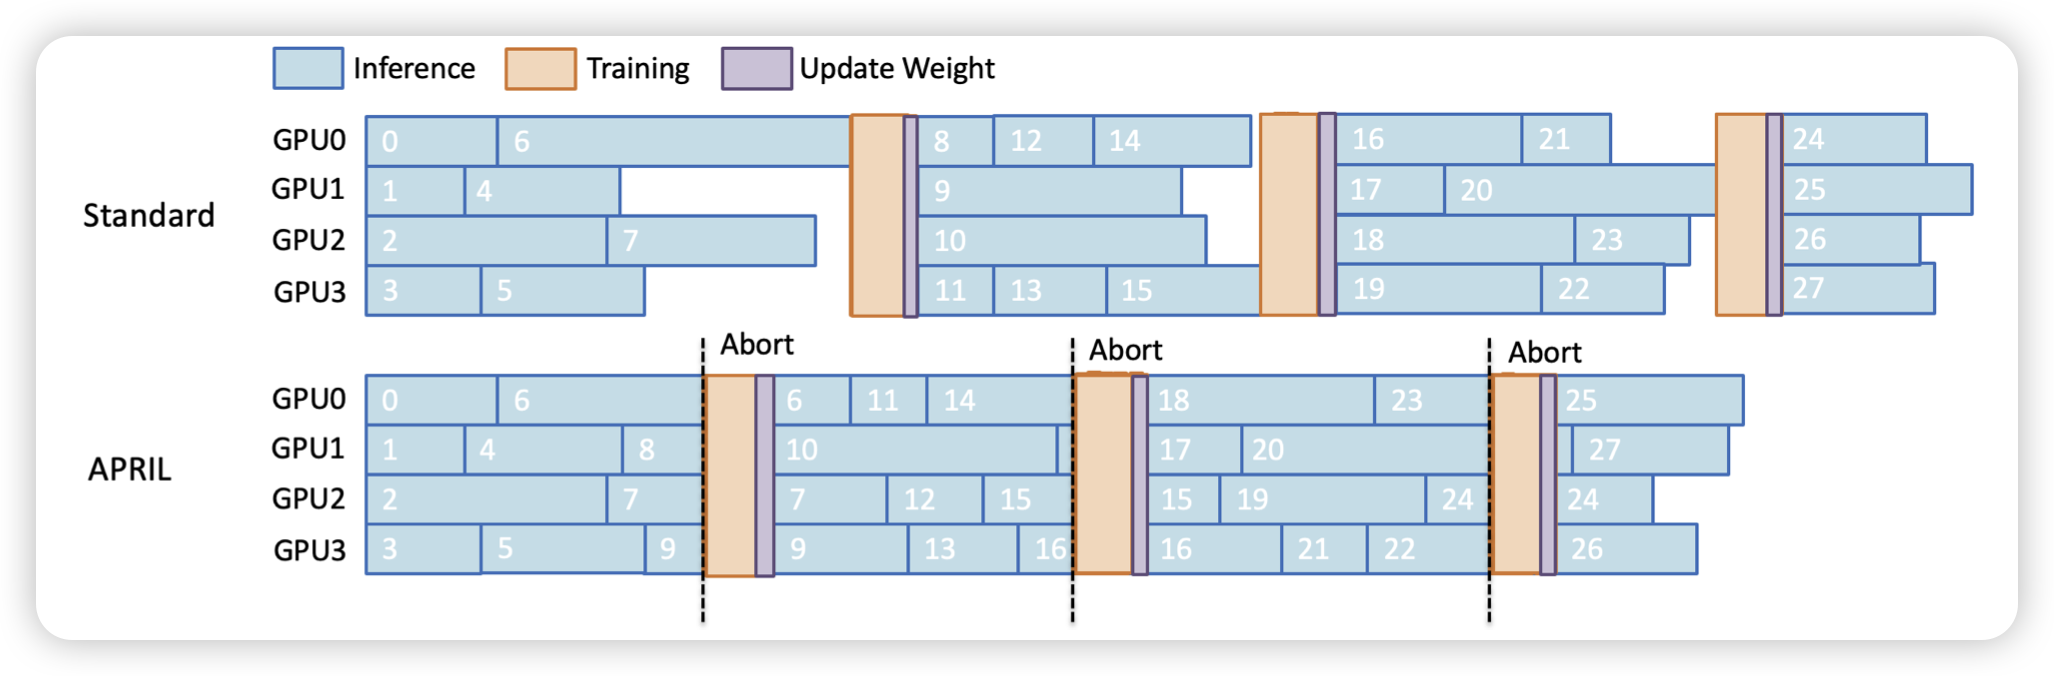 Inference Training Update Weight
Standard
GPU0 0 6 8 12 14 16 21 24
GPU1 1 4 9 17 20 25
GPU2 2 7 10 18 23 26
GPU3 3 5 11 13 15 19 22 27
Abort Abort Abort
APRIL
GPU0 0 6 6 11 14 18 23 25
GPU1 1 4 8 10 17 20 27
GPU2 2 7 7 12 15 15 19 24 24
GPU3 3 5 9 9 13 16 16 21 22 26